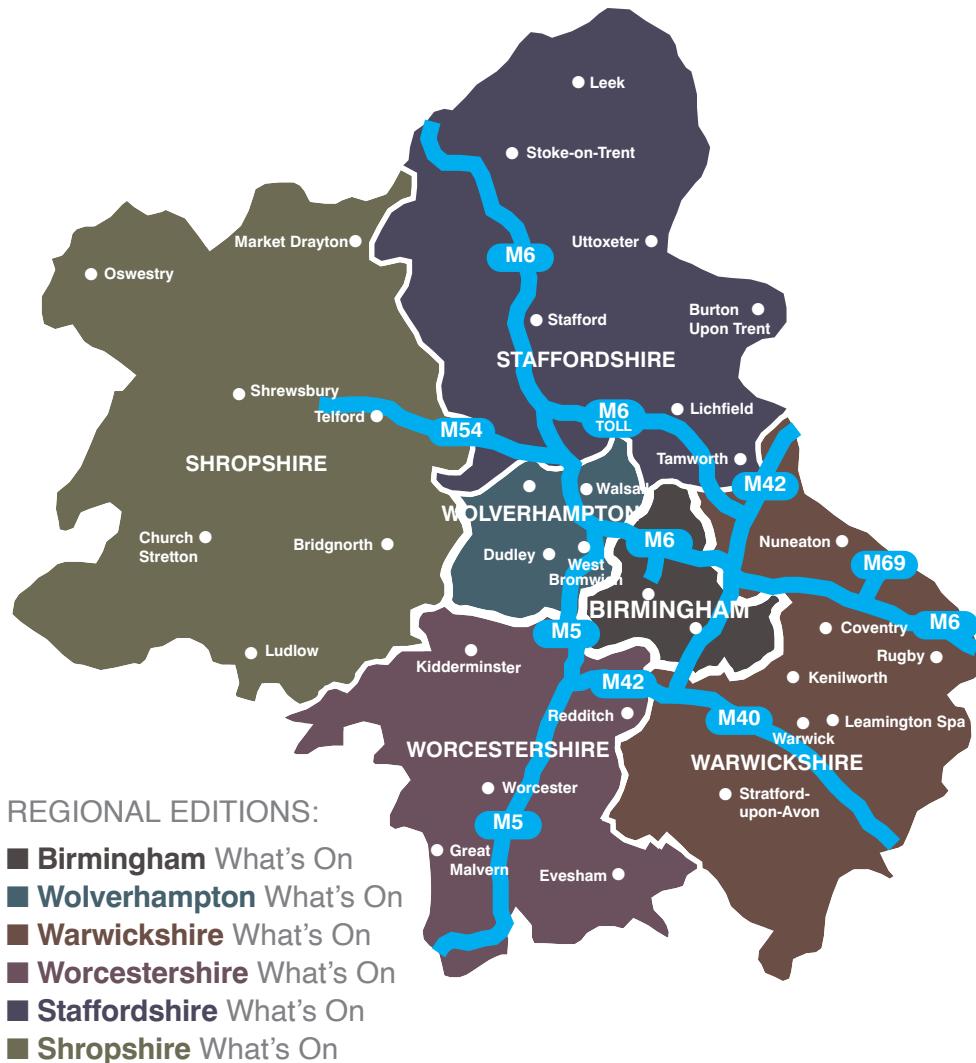 Leek
Stoke-on-Trent
Market Drayton
Uttoxeter
Oswestry
M6
Burton
Upon Trent
Stafford
STAFFORDSHIRE
Shrewsbury
Telford
M6
TOLL
Lichfield
M54
SHROPSHIRE
Tamworth
M42
Walsall
WOLVERHAMPTON
Church
Stretton
Bridgnorth
Dudley
West
Bromwich
M6
Nuneaton
M69
BIRMINGHAM
M5
Coventry
M6
Ludlow
Kidderminster
Rugby
Kenilworth
M42
Redditch
M40
Leamington Spa
Warwick
WORCESTERSHIRE
WARWICKSHIRE
Worcester
Stratford-
upon-Avon
M5
Great
Malvern
Evesham
REGIONAL EDITIONS:
Birmingham What's On
Wolverhampton What's On
Warwickshire What's On
Worcestershire What's On
Staffordshire What's On
Shropshire What's On